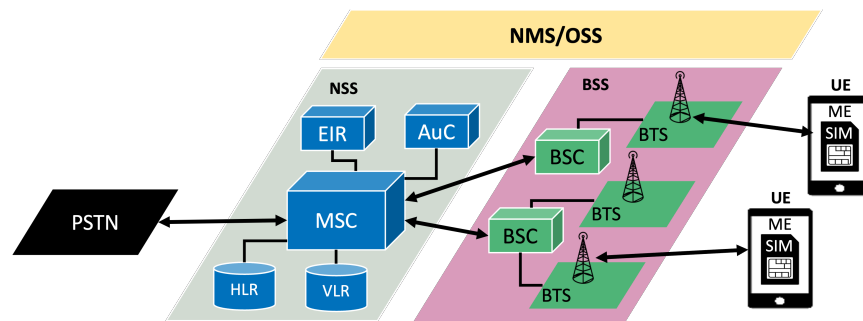 NMS/OSS
NSS
BSS
UE
ME
SIM
EIR
AuC
BTS
BSC
PSTN
MSC
BTS
BSC
UE
ME
SIM
HLR
VLR
BTS